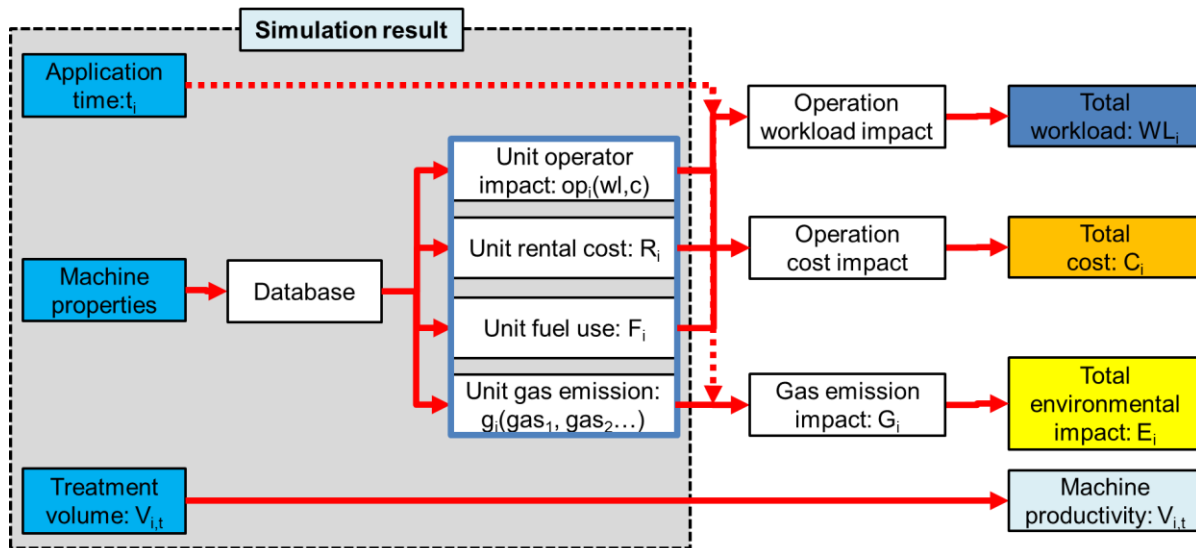 Simulation result
Application
time:tᵢ
Operation
workload impact
Total
workload: WLᵢ
Unit operator
impact: opᵢ(wl,c)
Unit rental cost: Rᵢ
Operation
cost impact
Total
cost: Cᵢ
Machine
properties
Database
Unit fuel use: Fᵢ
Unit gas emission:
gᵢ(gas₁, gas₂…)
Gas emission
impact: Gᵢ
Total
environmental
impact: Eᵢ
Treatment
volume: Vᵢ,ₜ
Machine
productivity: Vᵢ,ₜ